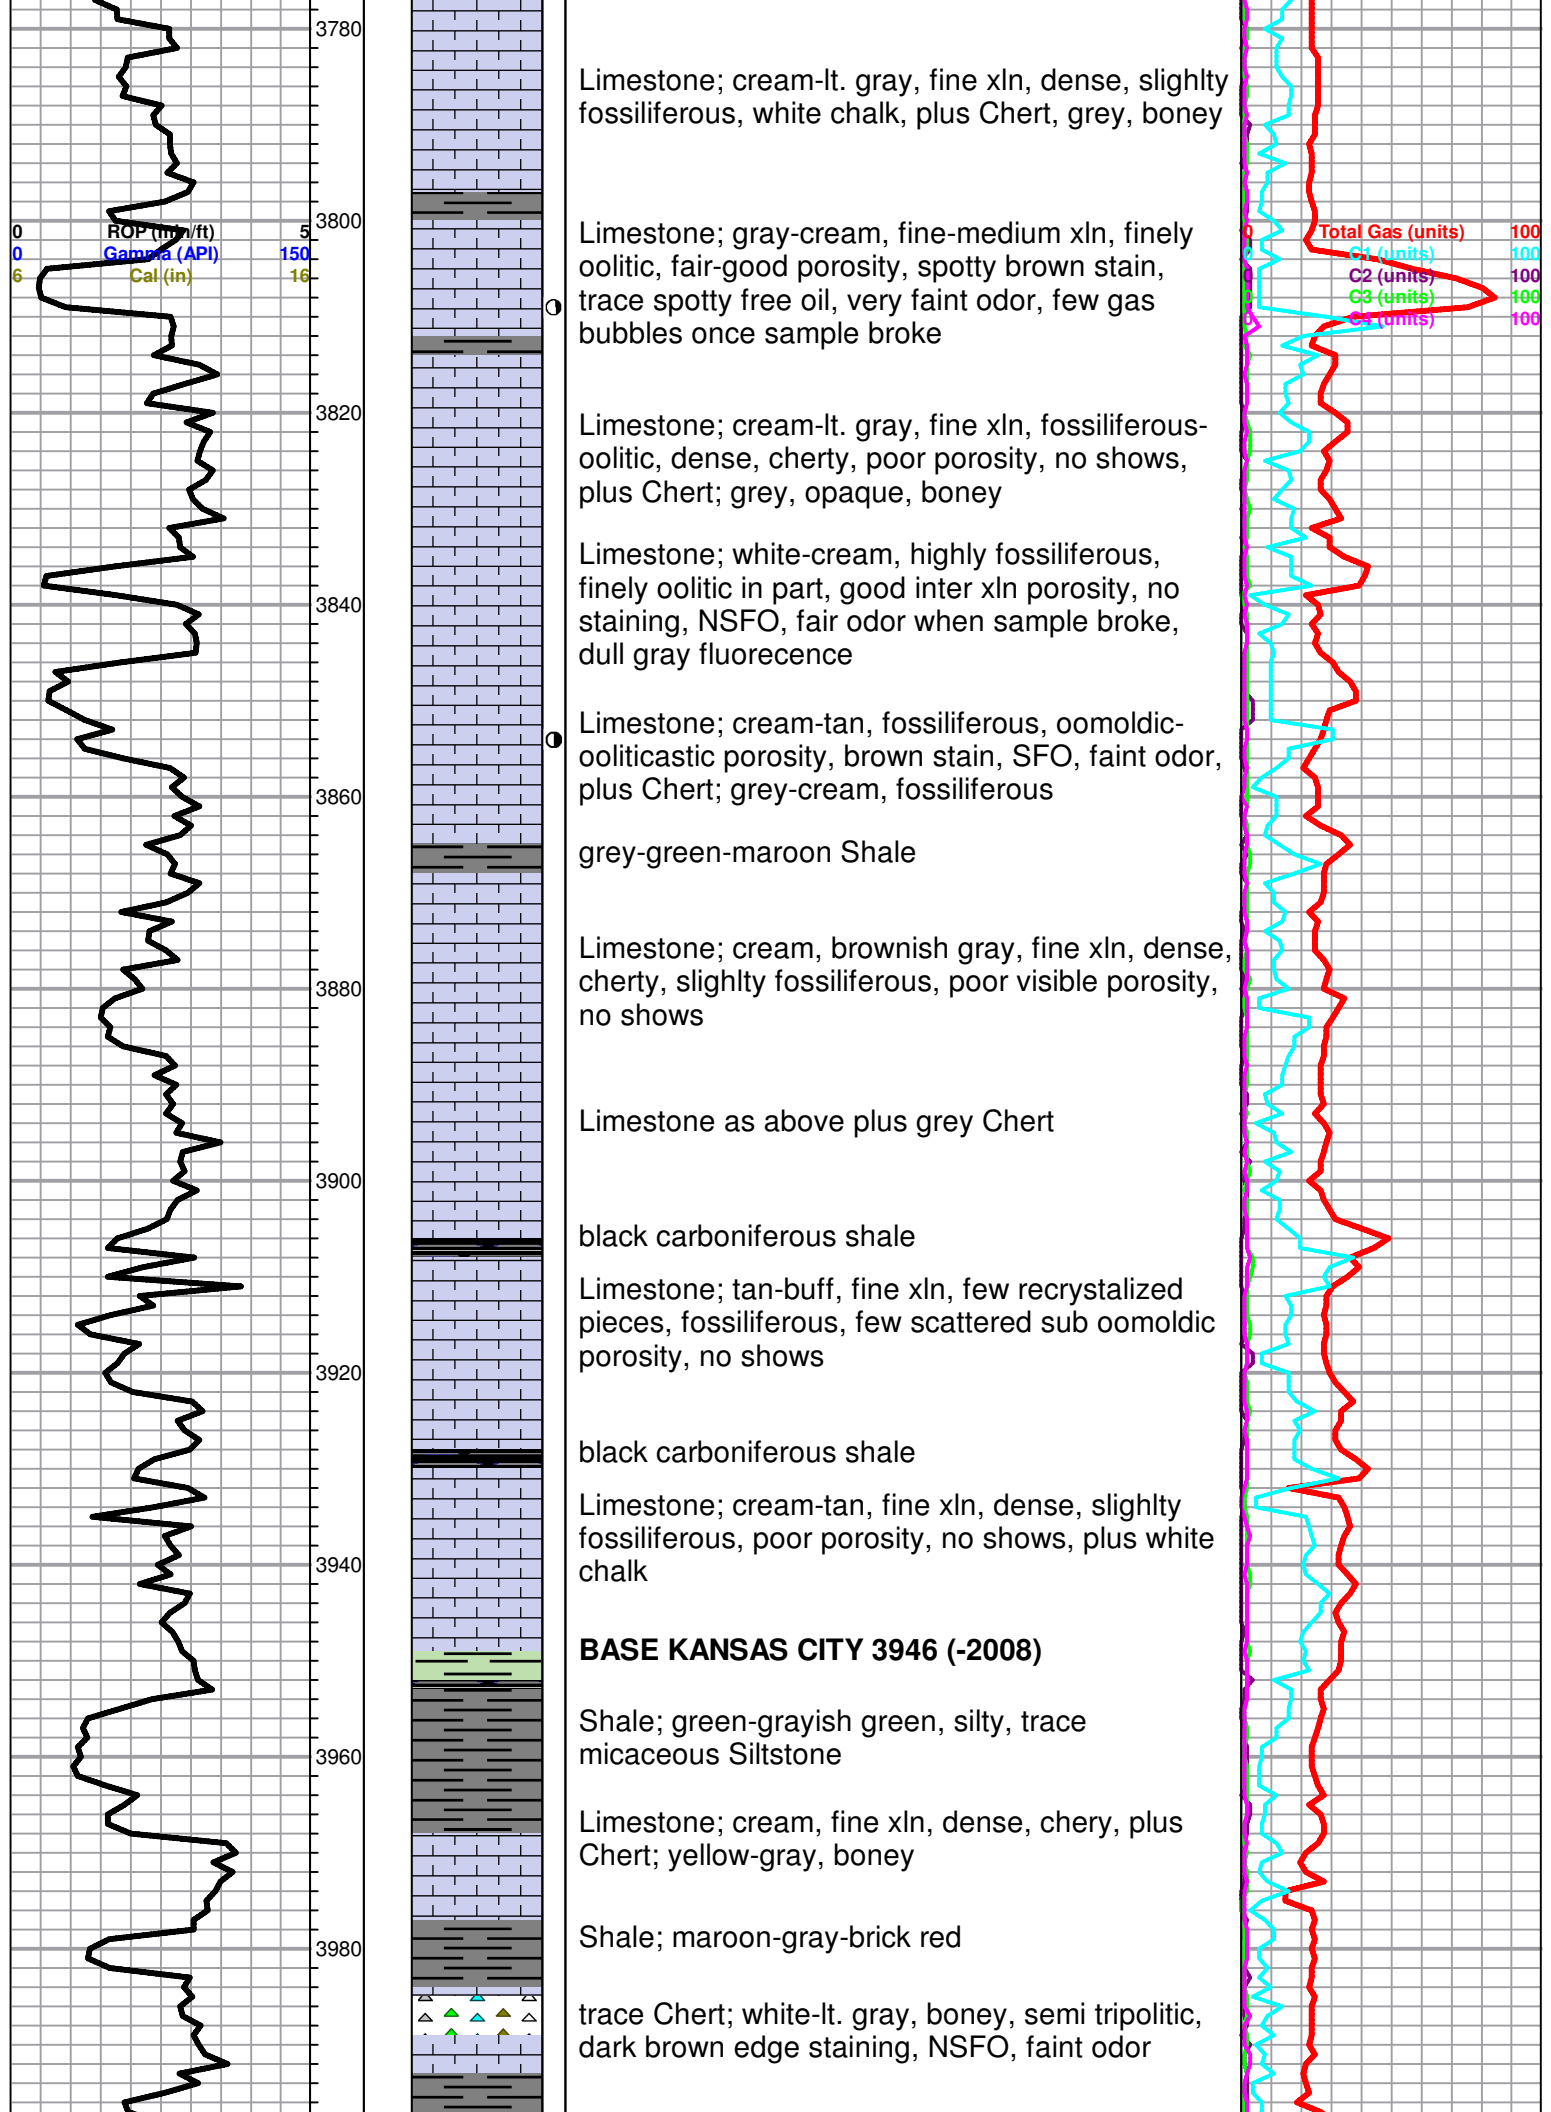 3780
Limestone; cream-lt. gray, fine xln, dense, slighlty
fossiliferous, white chalk, plus Chert, grey, boney
3800
0 ROP (min/ft) 5
0 Gamma (API) 150
6 Cal (in) 16
Limestone; gray-cream, fine-medium xln, finely
oolitic, fair-good porosity, spotty brown stain,
trace spotty free oil, very faint odor, few gas
bubbles once sample broke
0 Total Gas (units) 100
0 C1 (units) 100
0 C2 (units) 100
0 C3 (units) 100
0 C4 (units) 100
3820
Limestone; cream-lt. gray, fine xln, fossiliferous-
oolitic, dense, cherty, poor porosity, no shows,
plus Chert; grey, opaque, boney
Limestone; white-cream, highly fossiliferous,
finely oolitic in part, good inter xln porosity, no
staining, NSFO, fair odor when sample broke,
dull gray fluorecence
3840
Limestone; cream-tan, fossiliferous, oomoldic-
ooliticastic porosity, brown stain, SFO, faint odor,
plus Chert; grey-cream, fossiliferous
3860
grey-green-maroon Shale
Limestone; cream, brownish gray, fine xln, dense,
cherty, slighlty fossiliferous, poor visible porosity,
no shows
3880
Limestone as above plus grey Chert
3900
black carboniferous shale
Limestone; tan-buff, fine xln, few recrystalized
pieces, fossiliferous, few scattered sub oomoldic
porosity, no shows
3920
black carboniferous shale
Limestone; cream-tan, fine xln, dense, slighlty
fossiliferous, poor porosity, no shows, plus white
chalk
3940
BASE KANSAS CITY 3946 (-2008)
Shale; green-grayish green, silty, trace
micaceous Siltstone
3960
Limestone; cream, fine xln, dense, chery, plus
Chert; yellow-gray, boney
Shale; maroon-gray-brick red
3980
trace Chert; white-lt. gray, boney, semi tripolitic,
dark brown edge staining, NSFO, faint odor